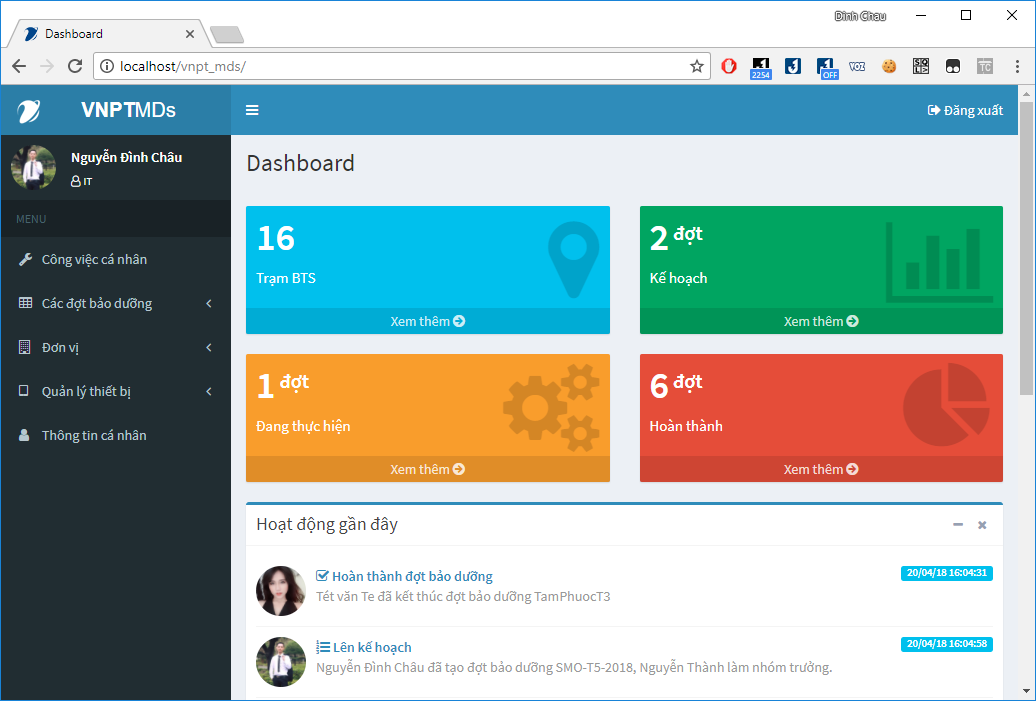 Dinh Chau
Dashboard
localhost/vnpt_mds/
2254
OFF
VOZ
TC
VNPTMDs
Đăng xuất
Nguyễn Đình Châu
IT
MENU
Công việc cá nhân
Các đợt bảo dưỡng
Đơn vị
Quản lý thiết bị
Thông tin cá nhân
Dashboard
16
Trạm BTS
Xem thêm
2 đợt
Kế hoạch
Xem thêm
1 đợt
Đang thực hiện
Xem thêm
6 đợt
Hoàn thành
Xem thêm
Hoạt động gần đây
Hoàn thành đợt bảo dưỡng
20/04/18 16:04:31
Tét văn Te đã kết thúc đợt bảo dưỡng TamPhuocT3
Lên kế hoạch
20/04/18 16:04:58
Nguyễn Đình Châu đã tạo đợt bảo dưỡng SMO-T5-2018, Nguyễn Thành làm nhóm trưởng.